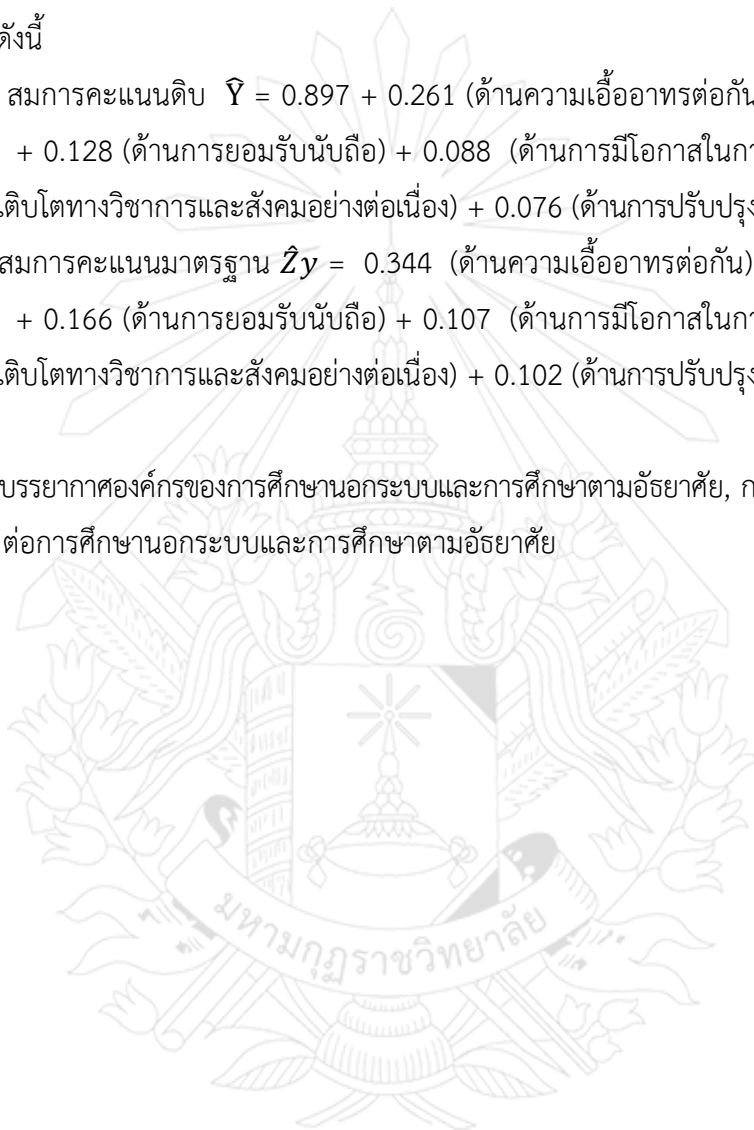 ดังนี้
สมการคะแนนดิบ Ŷ = 0.897 + 0.261 (ด้านความเอื้ออาทรต่อกัน
+ 0.128 (ด้านการยอมรับนับถือ) + 0.088 (ด้านการมีโอกาสในกา
เติบโตทางวิชาการและสังคมอย่างต่อเนื่อง) + 0.076 (ด้านการปรับปรุง
สมการคะแนนมาตรฐาน Ẑy = 0.344 (ด้านความเอื้ออาทรต่อกัน)
+ 0.166 (ด้านการยอมรับนับถือ) + 0.107 (ด้านการมีโอกาสในกา
เติบโตทางวิชาการและสังคมอย่างต่อเนื่อง) + 0.102 (ด้านการปรับปรุง
บรรยากาศองค์กรของการศึกษานอกระบบและการศึกษาตามอัธยาศัย, ก
ต่อการศึกษานอกระบบและการศึกษาตามอัธยาศัย
มหามกุฏราชวิทยาลัย